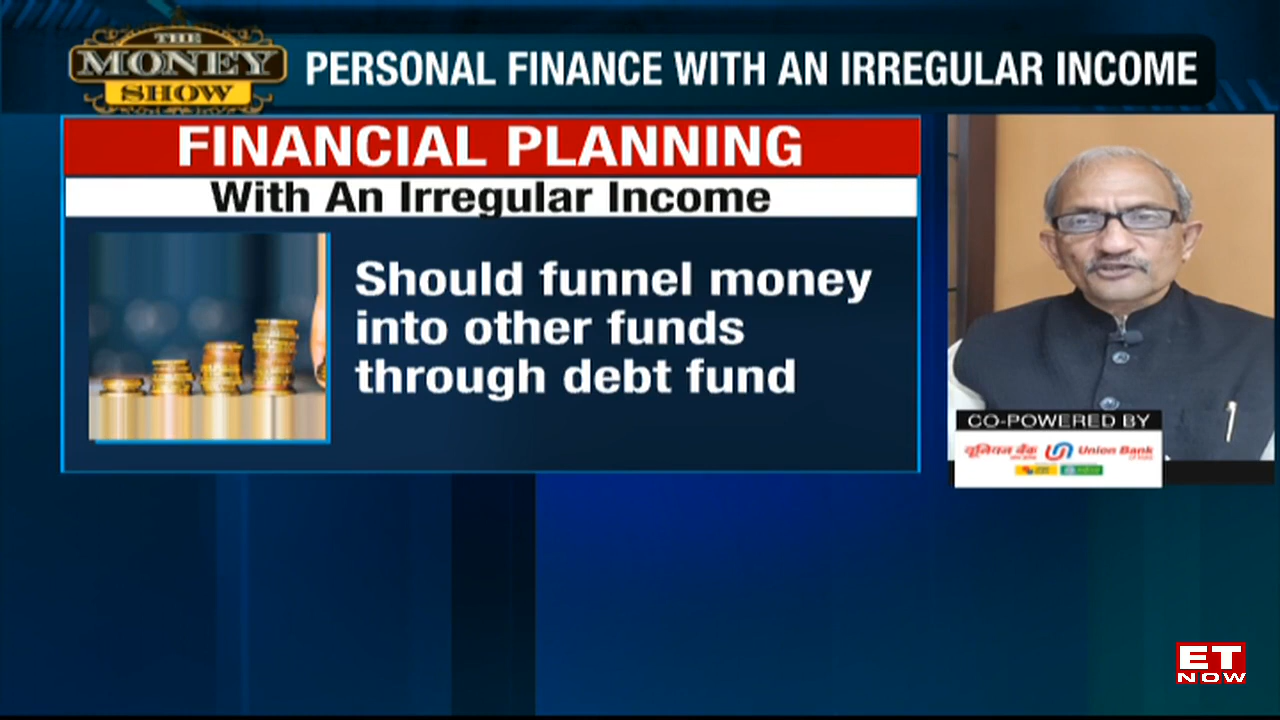 THE
MONEY
SHOW
PERSONAL FINANCE WITH AN IRREGULAR INCOME
FINANCIAL PLANNING
With An Irregular Income
Should funnel money
into other funds
through debt fund
CO-POWERED BY
यूनियन बैंक Union Bank
ET
NOW